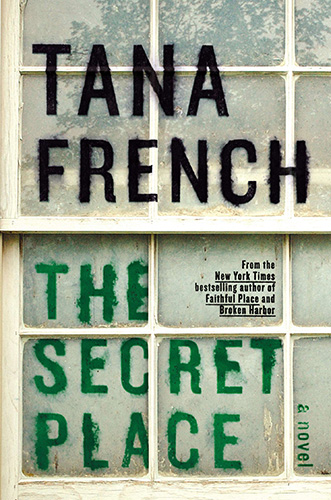 TANA
FRENCH
From the
New York Times
bestselling author of
Faithful Place and
Broken Harbor
THE
SECRET
PLACE
a novel